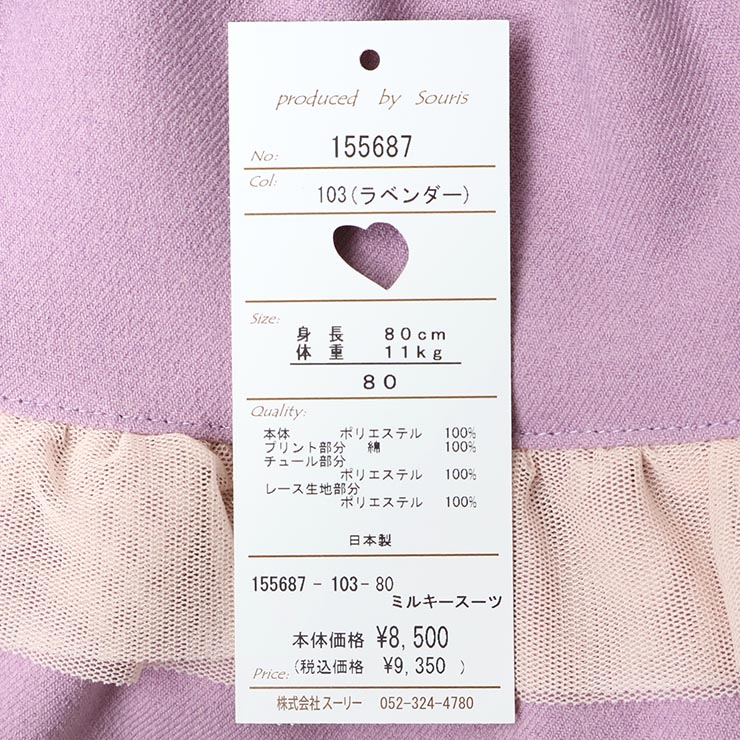 produced by Souris
No: 155687
Col: 103(ラベンダー)
Size:
身長 80cm
体重 11kg
80
Quality:
本体 ポリエステル 100%
プリント部分 綿 100%
チュール部分
ポリエステル 100%
レース生地部分
ポリエステル 100%
日本製
155687-103-80
ミルキースーツ
本体価格 ¥8,500
Price: (税込価格 ¥9,350 )
株式会社スーリー 052-324-4780